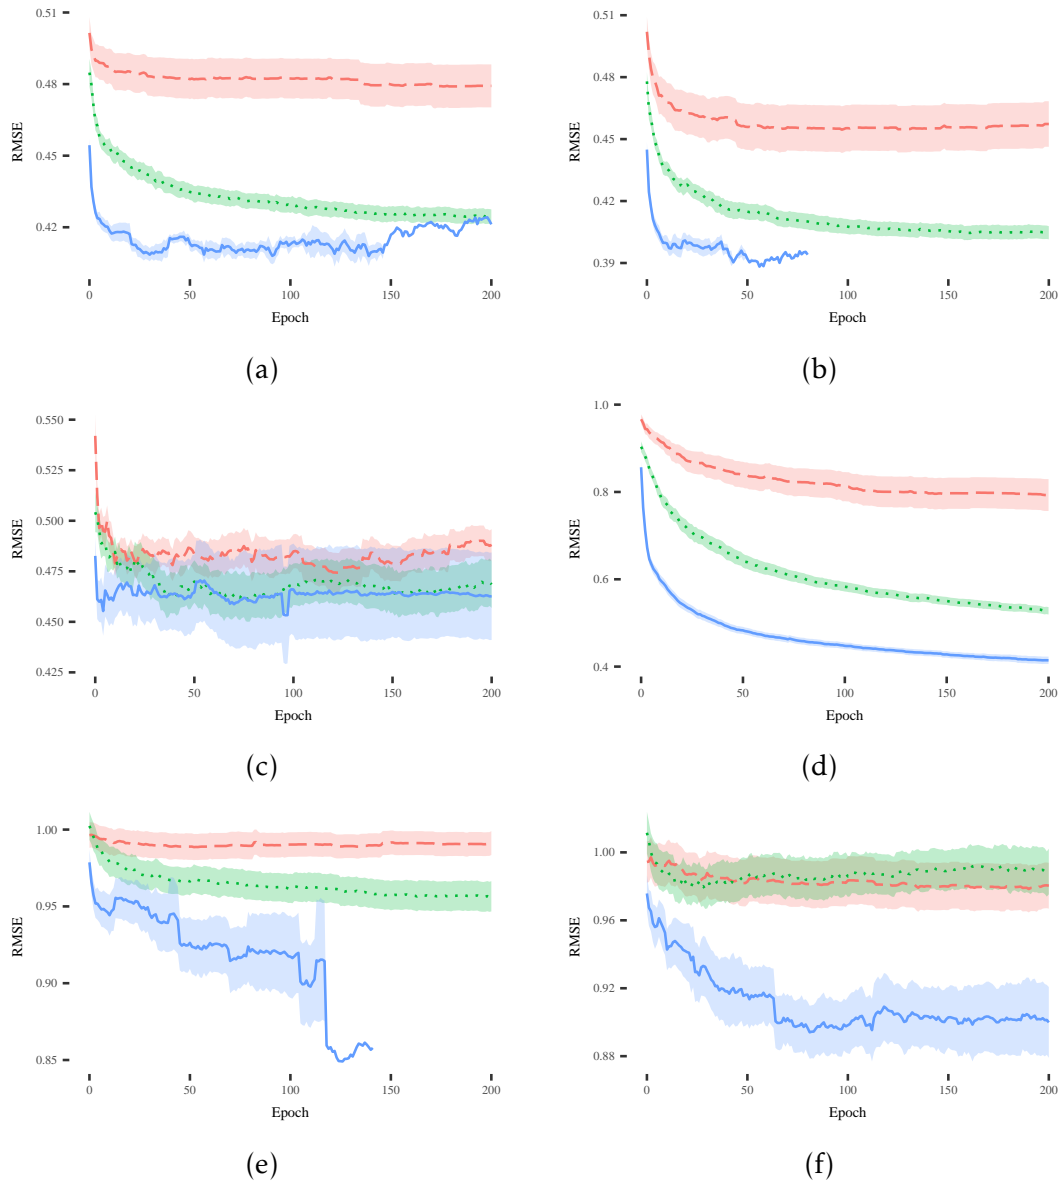 0.51
0.48
0.45
0.42
RMSE
0 50 100 150 200
Epoch
(a)
0.51
0.48
0.45
0.42
0.39
RMSE
0 50 100 150 200
Epoch
(b)
0.550
0.525
0.500
0.475
0.450
0.425
RMSE
0 50 100 150 200
Epoch
(c)
1.0
0.8
0.6
0.4
RMSE
0 50 100 150 200
Epoch
(d)
1.00
0.95
0.90
0.85
RMSE
0 50 100 150 200
Epoch
(e)
1.00
0.96
0.92
0.88
RMSE
0 50 100 150 200
Epoch
(f)